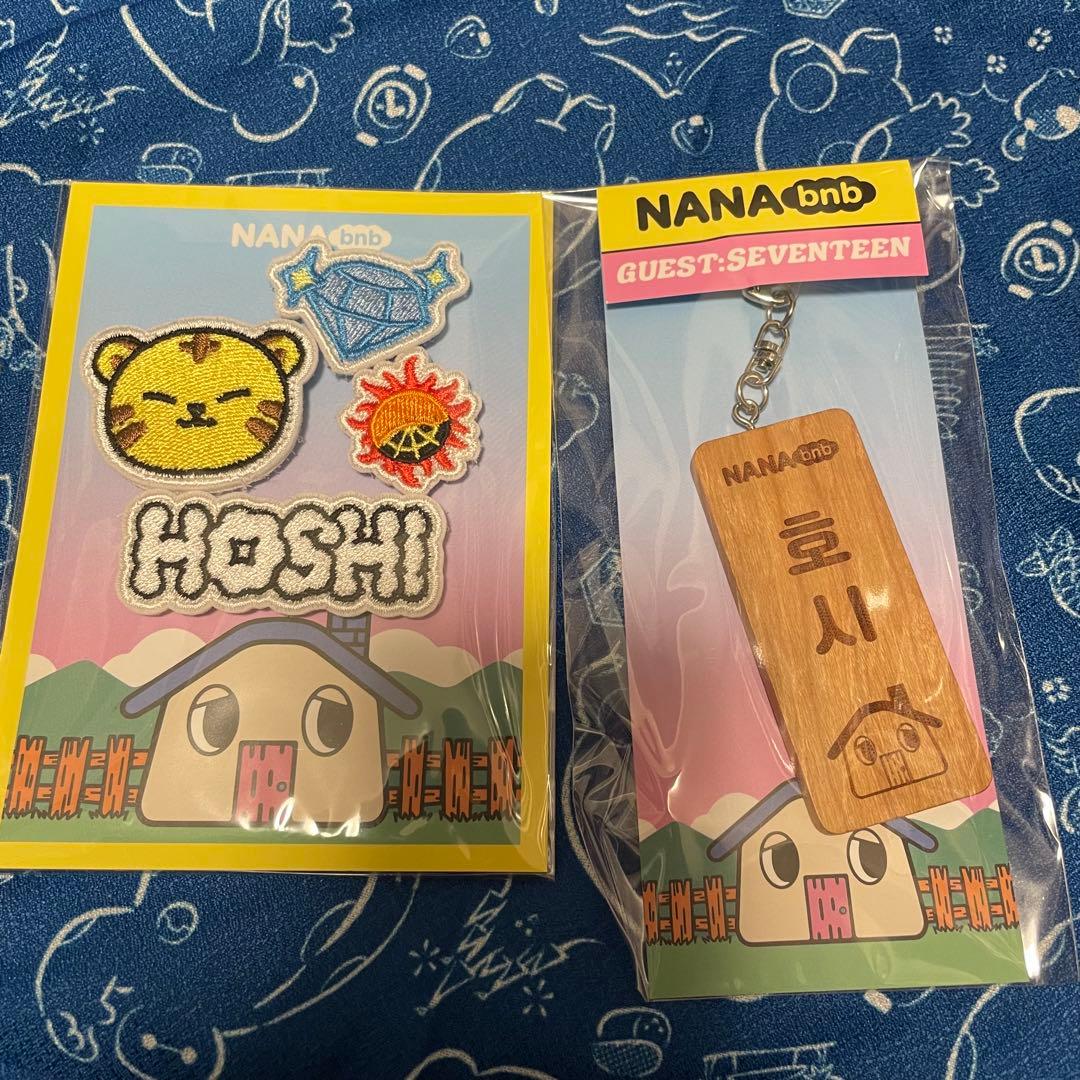 NANA bnb
HOSHI
NANA bnb
GUEST:SEVENTEEN
NANA bnb
호
시